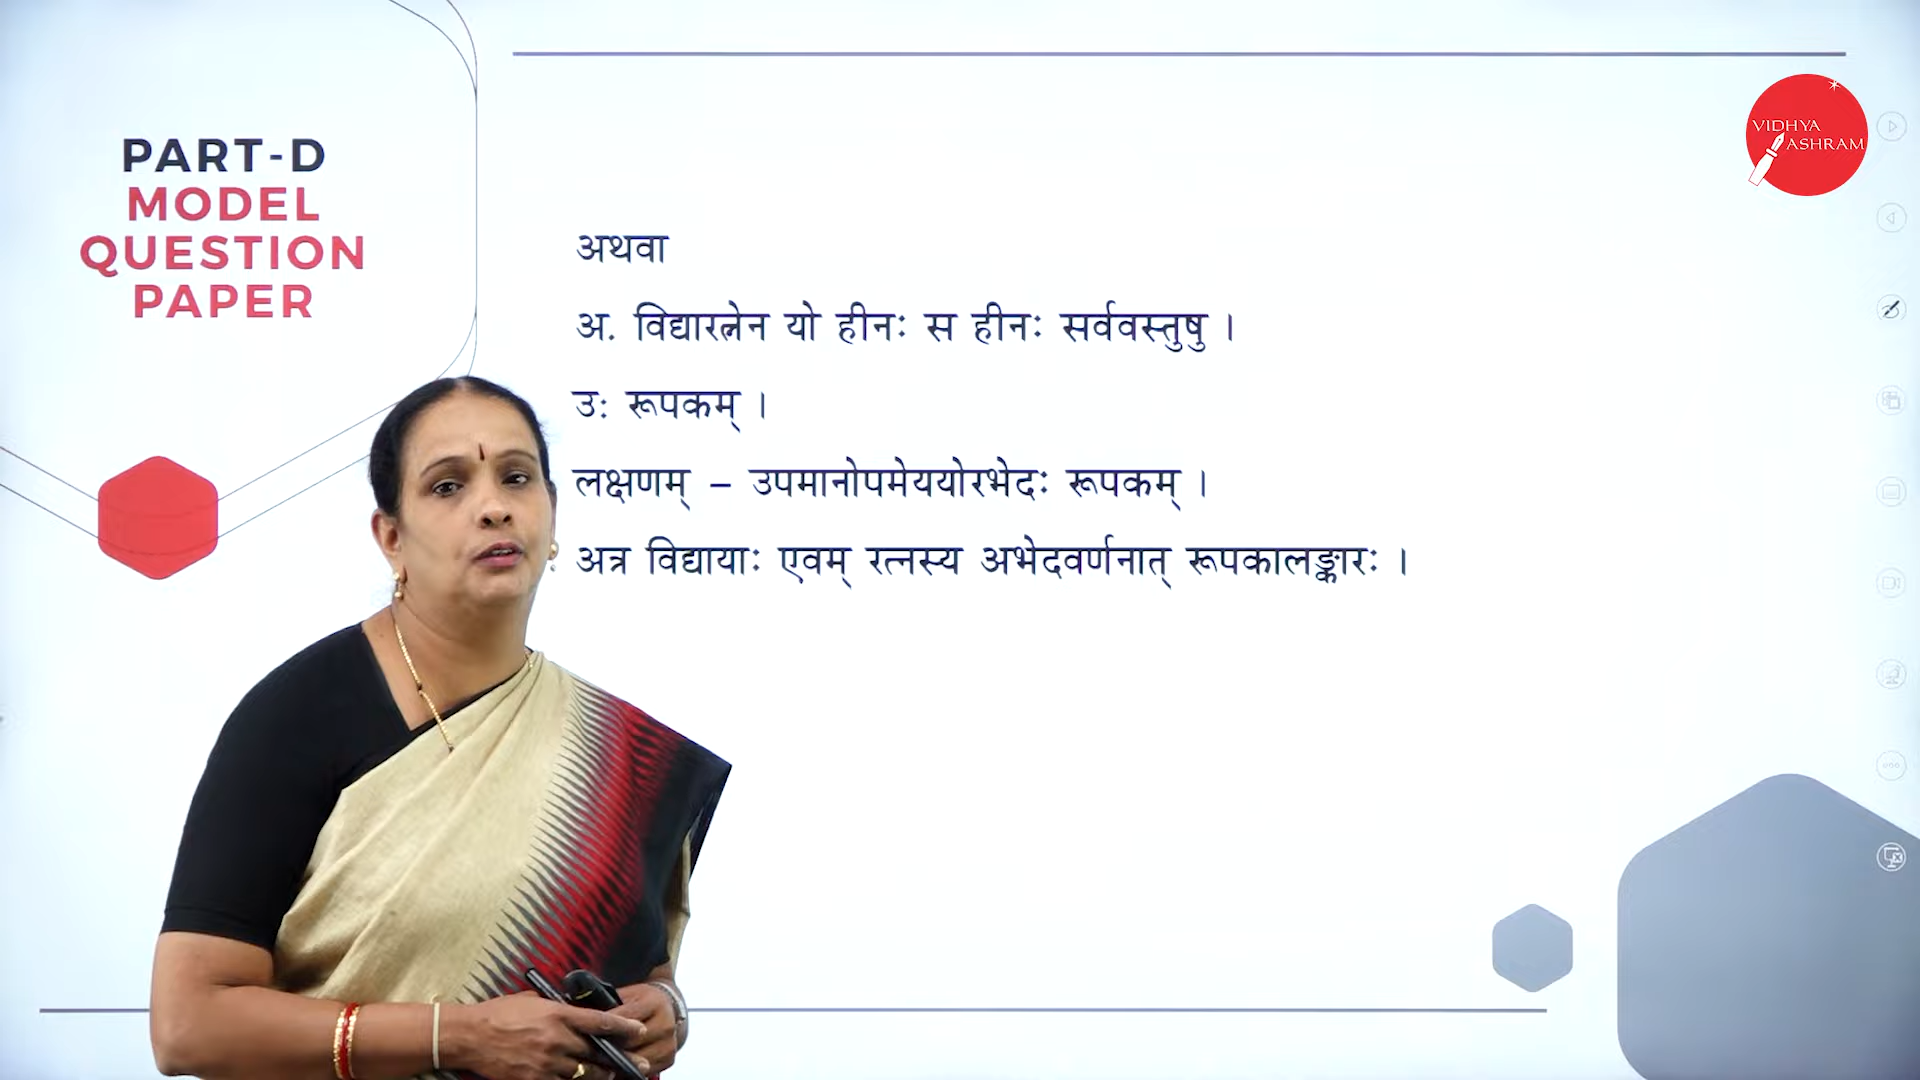 PART-D
MODEL
QUESTION
PAPER
VIDHYA
ASHRAM
अथवा
अ. विद्यारत्नेन यो हीनः स हीनः सर्ववस्तुषु ।
उः रूपकम् ।
लक्षणम् – उपमानोपमेययोरभेदः रूपकम् ।
अत्र विद्यायाः एवम् रत्नस्य अभेदवर्णनात् रूपकालङ्कारः ।